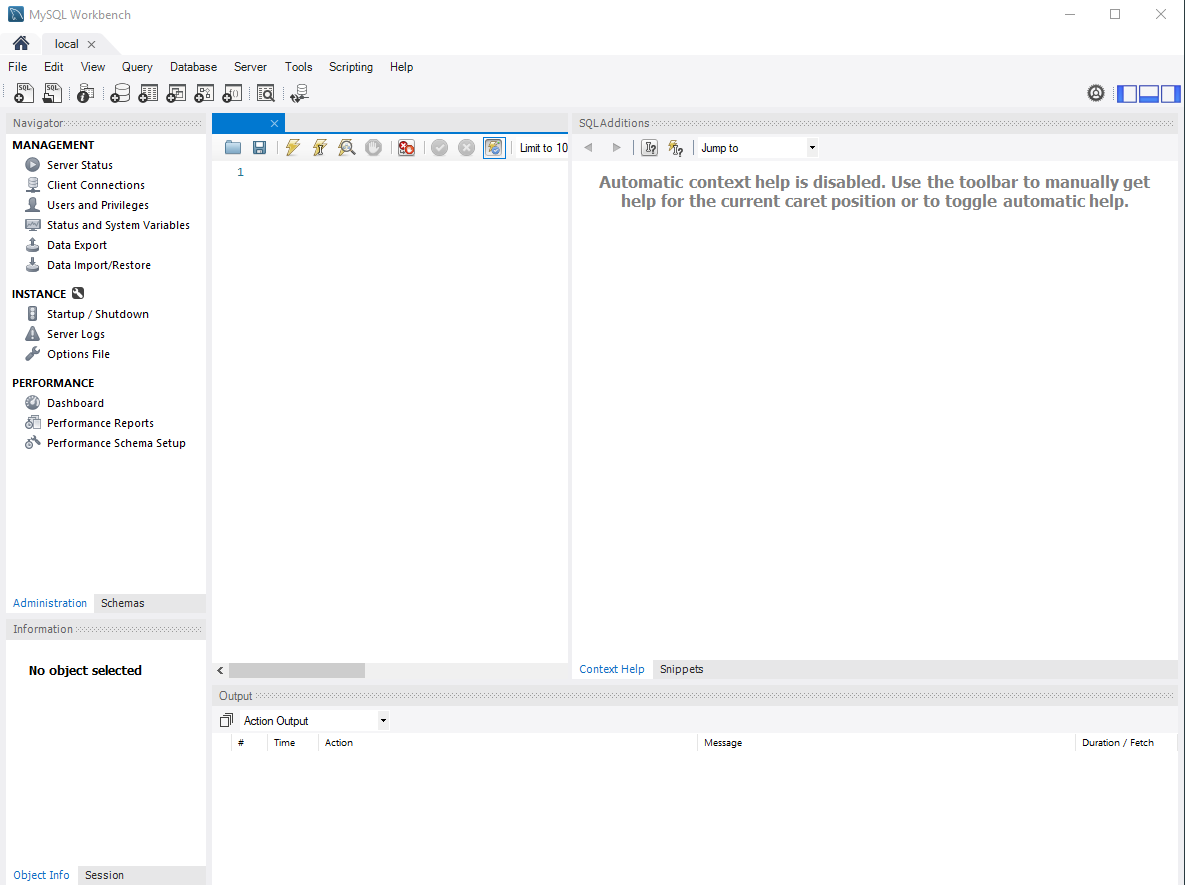 MySQL Workbench
local
File Edit View Query Database Server Tools Scripting Help
Navigator
MANAGEMENT
Server Status
Client Connections
Users and Privileges
Status and System Variables
Data Export
Data Import/Restore
INSTANCE
Startup / Shutdown
Server Logs
Options File
PERFORMANCE
Dashboard
Performance Reports
Performance Schema Setup
Administration Schemas
Information
No object selected
Object Info Session
Limit to 10
1
SQLAdditions
Jump to
Automatic context help is disabled. Use the toolbar to manually get
help for the current caret position or to toggle automatic help.
Context Help Snippets
Output
Action Output
# Time Action Message Duration / Fetch